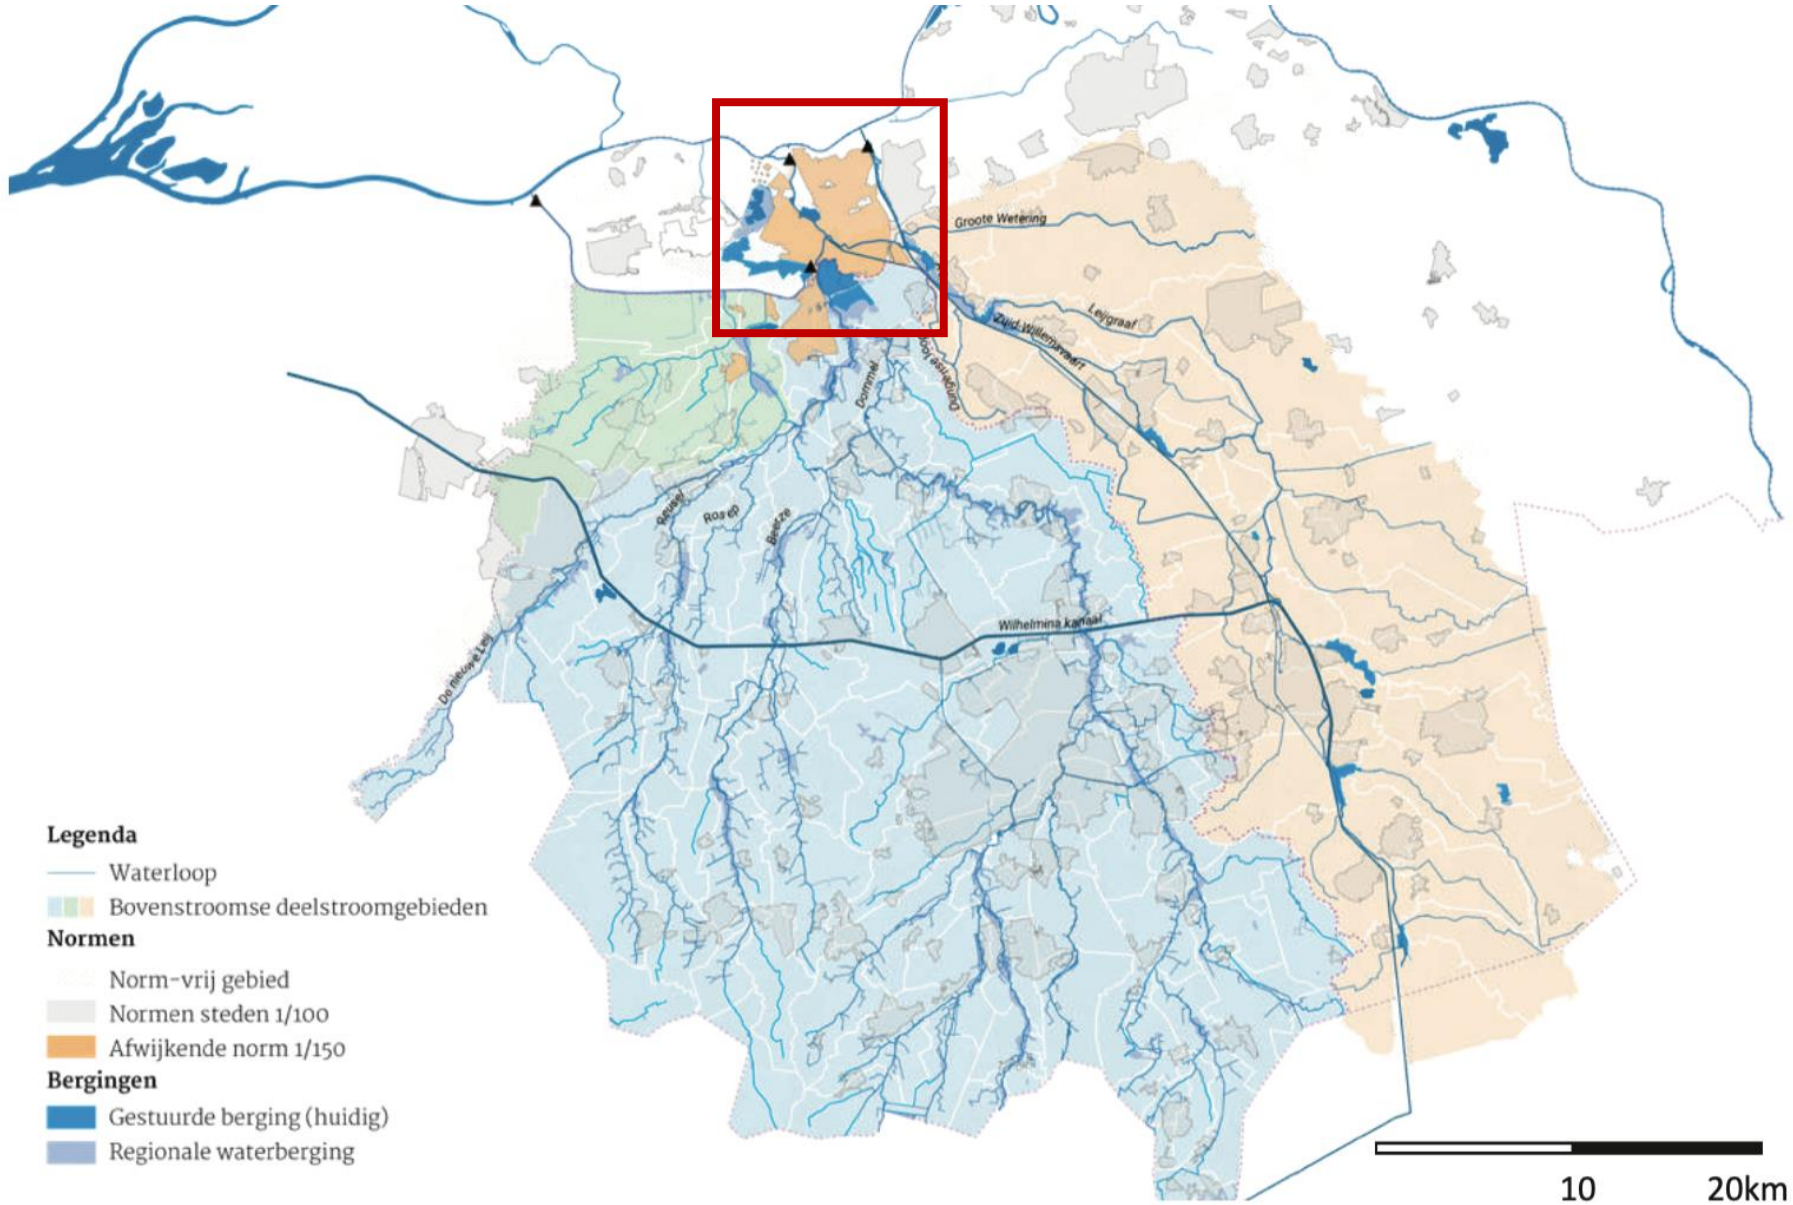 Groote Wetering
Leijgraaf
Zuid-Willemsvaart
Dungense loop
Dommel
Reusel
Rosep
Beerze
Wilhelmina kanaal
De nieuwe Leij
Legenda
Waterloop
Bovenstroomse deelstroomgebieden
Normen
Norm-vrij gebied
Normen steden 1/100
Afwijkende norm 1/150
Bergingen
Gestuurde berging (huidig)
Regionale waterberging
10 20km